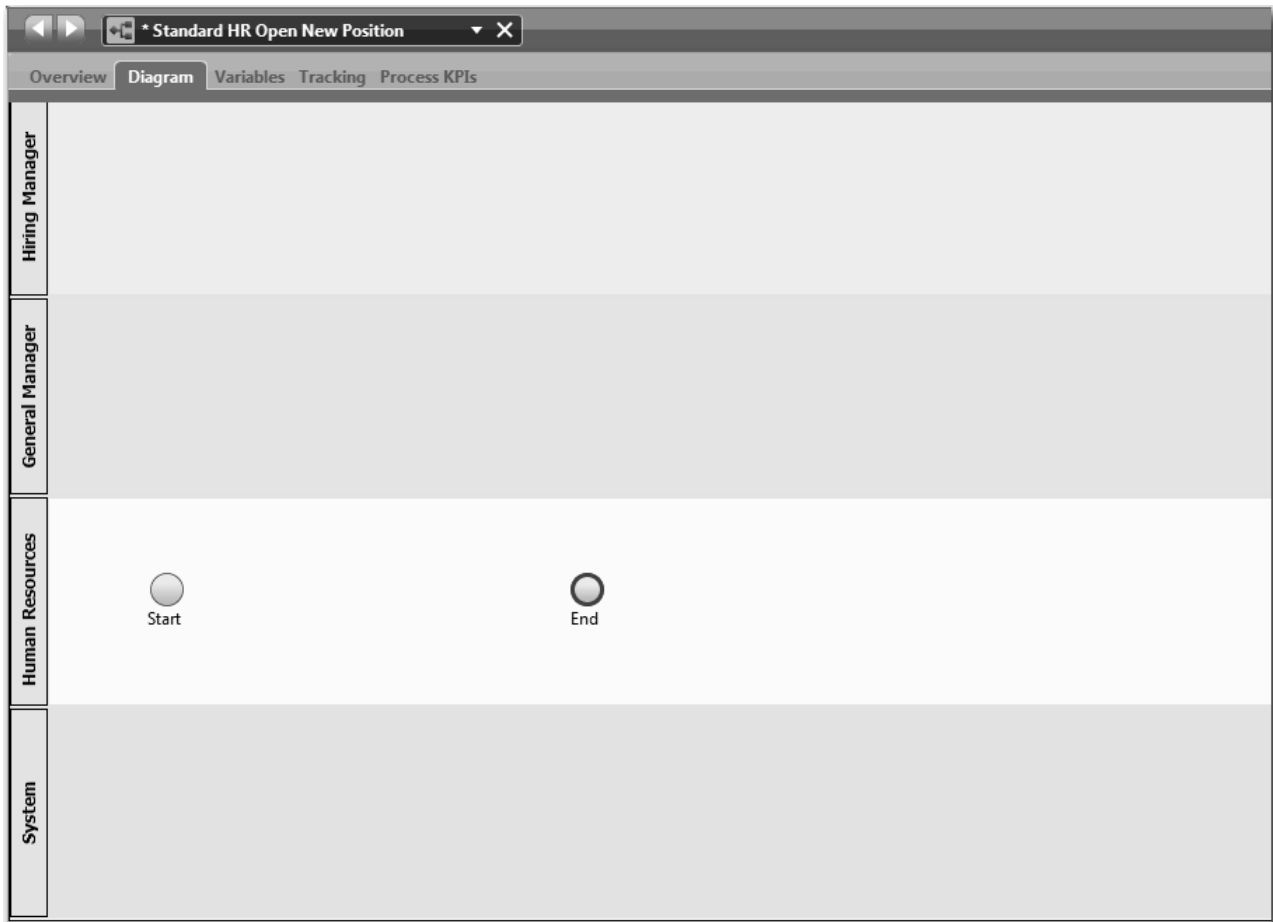 * Standard HR Open New Position
Overview Diagram Variables Tracking Process KPIs
Hiring Manager
General Manager
Human Resources
Start End
System